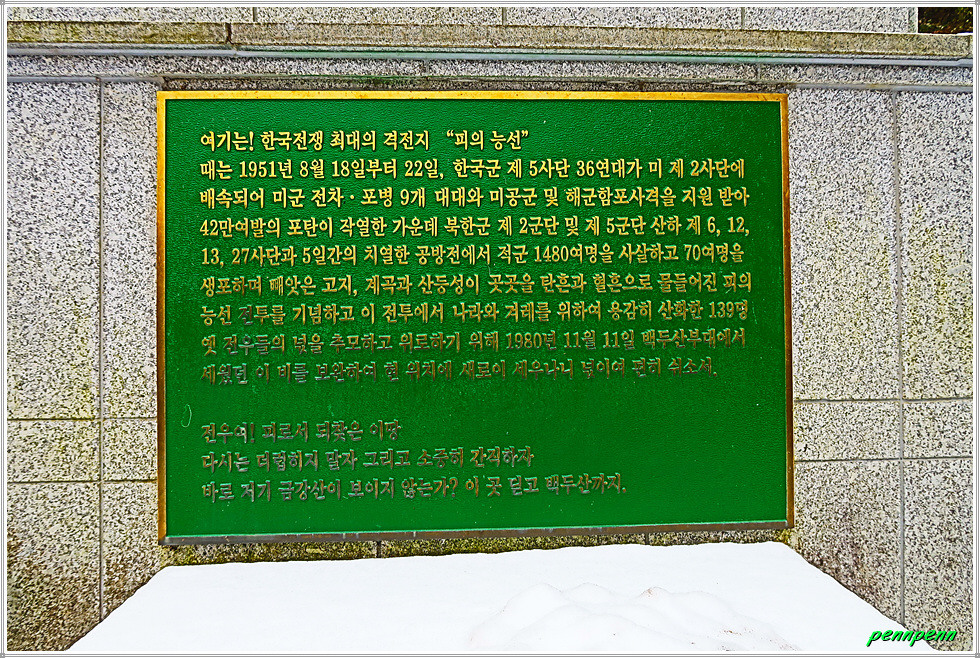 여기는! 한국전쟁 최대의 격전지 “피의 능선”
때는 1951년 8월 18일부터 22일, 한국군 제 5사단 36연대가 미 제 2사단에
배속되어 미군 전차·포병 9개 대대와 미공군 및 해군함포사격을 지원 받아
42만여발의 포탄이 작열한 가운데 북한군 제 2군단 및 제 5군단 산하 제 6, 12,
13, 27사단과 5일간의 치열한 공방전에서 적군 1480여명을 사살하고 70여명을
생포하며 빼앗은 고지, 계곡과 산등성이 곳곳을 탄흔과 혈흔으로 물들어진 피의
능선 전투를 기념하고 이 전투에서 나라와 겨레를 위하여 용감히 산화한 139명
옛 전우들의 넋을 추모하고 위로하기 위해 1980년 11월 11일 백두산부대에서
세웠던 이 비를 보완하여 현 위치에 새로이 세우나니 넋이여 편히 쉬소서.
전우여! 피로서 되찾은 이땅
다시는 더럽히지 말자 그리고 소중히 간직하자
바로 저기 금강산이 보이지 않는가? 이 곳 딛고 백두산까지.
pennpenn